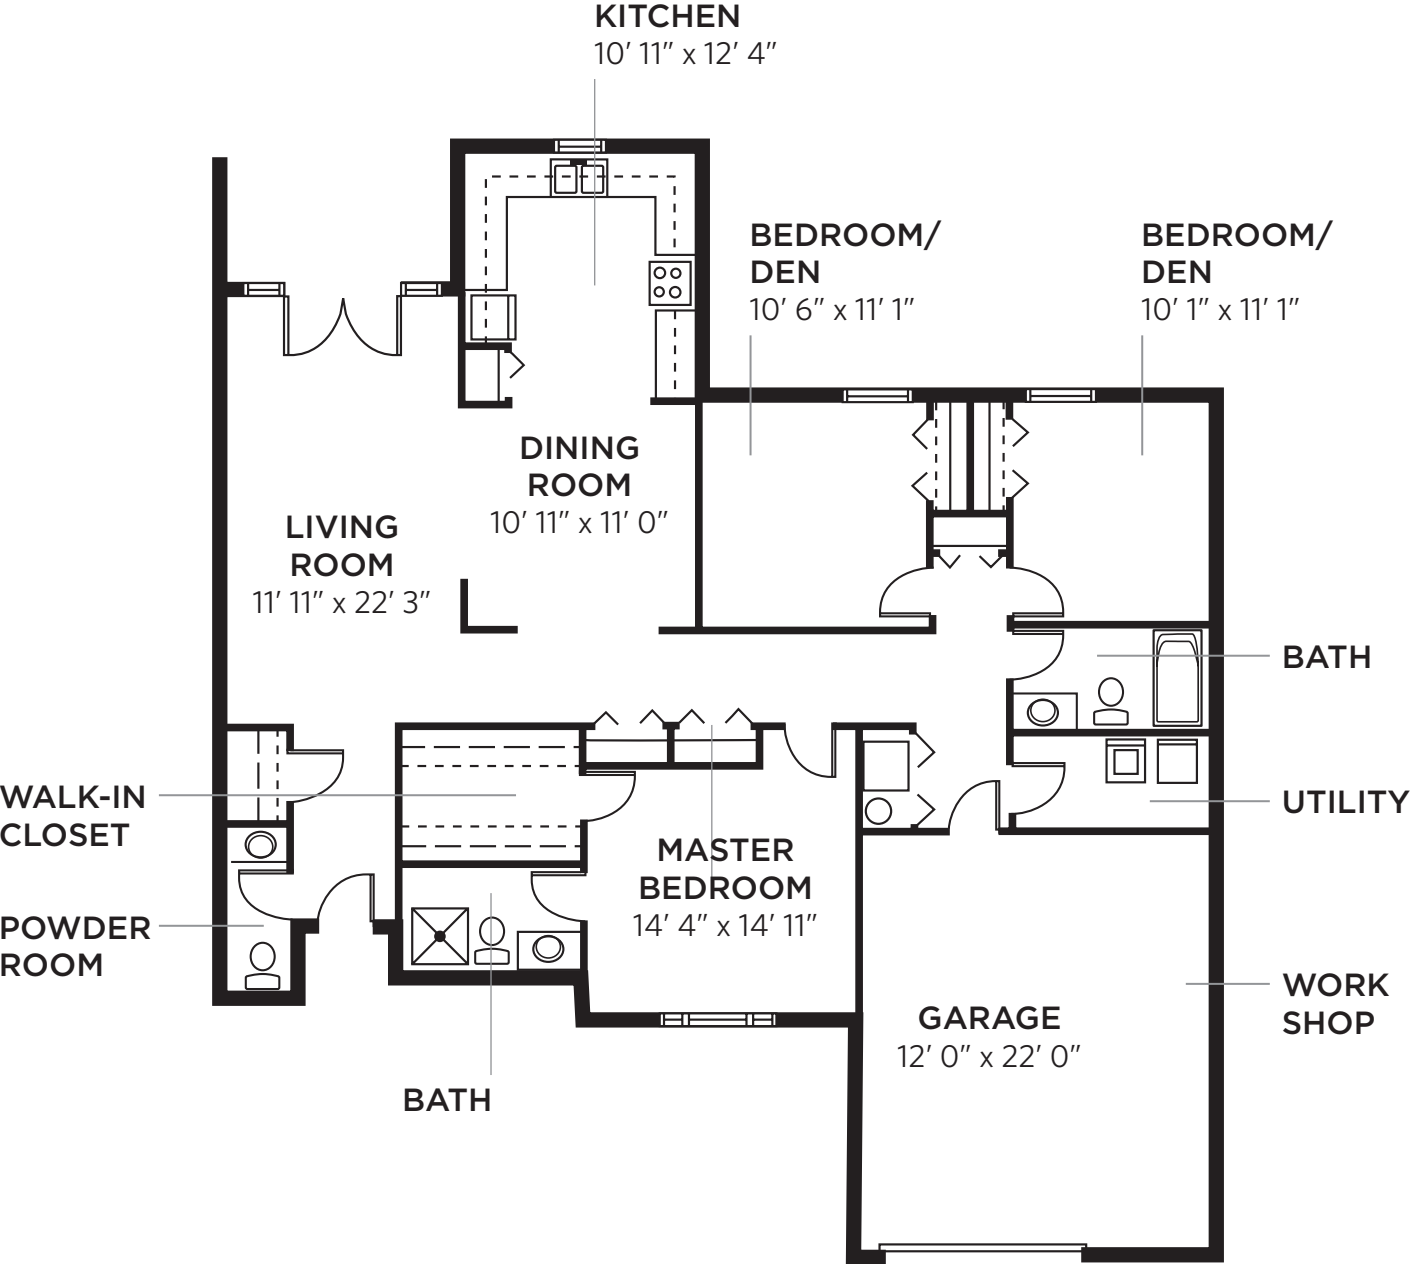 KITCHEN
10′ 11″ x 12′ 4″
BEDROOM/
DEN
10′ 6″ x 11′ 1″
BEDROOM/
DEN
10′ 1″ x 11′ 1″
DINING
ROOM
10′ 11″ x 11′ 0″
LIVING
ROOM
11′ 11″ x 22′ 3″
BATH
WALK-IN
CLOSET
UTILITY
MASTER
BEDROOM
14′ 4″ x 14′ 11″
POWDER
ROOM
WORK
SHOP
GARAGE
12′ 0″ x 22′ 0″
BATH